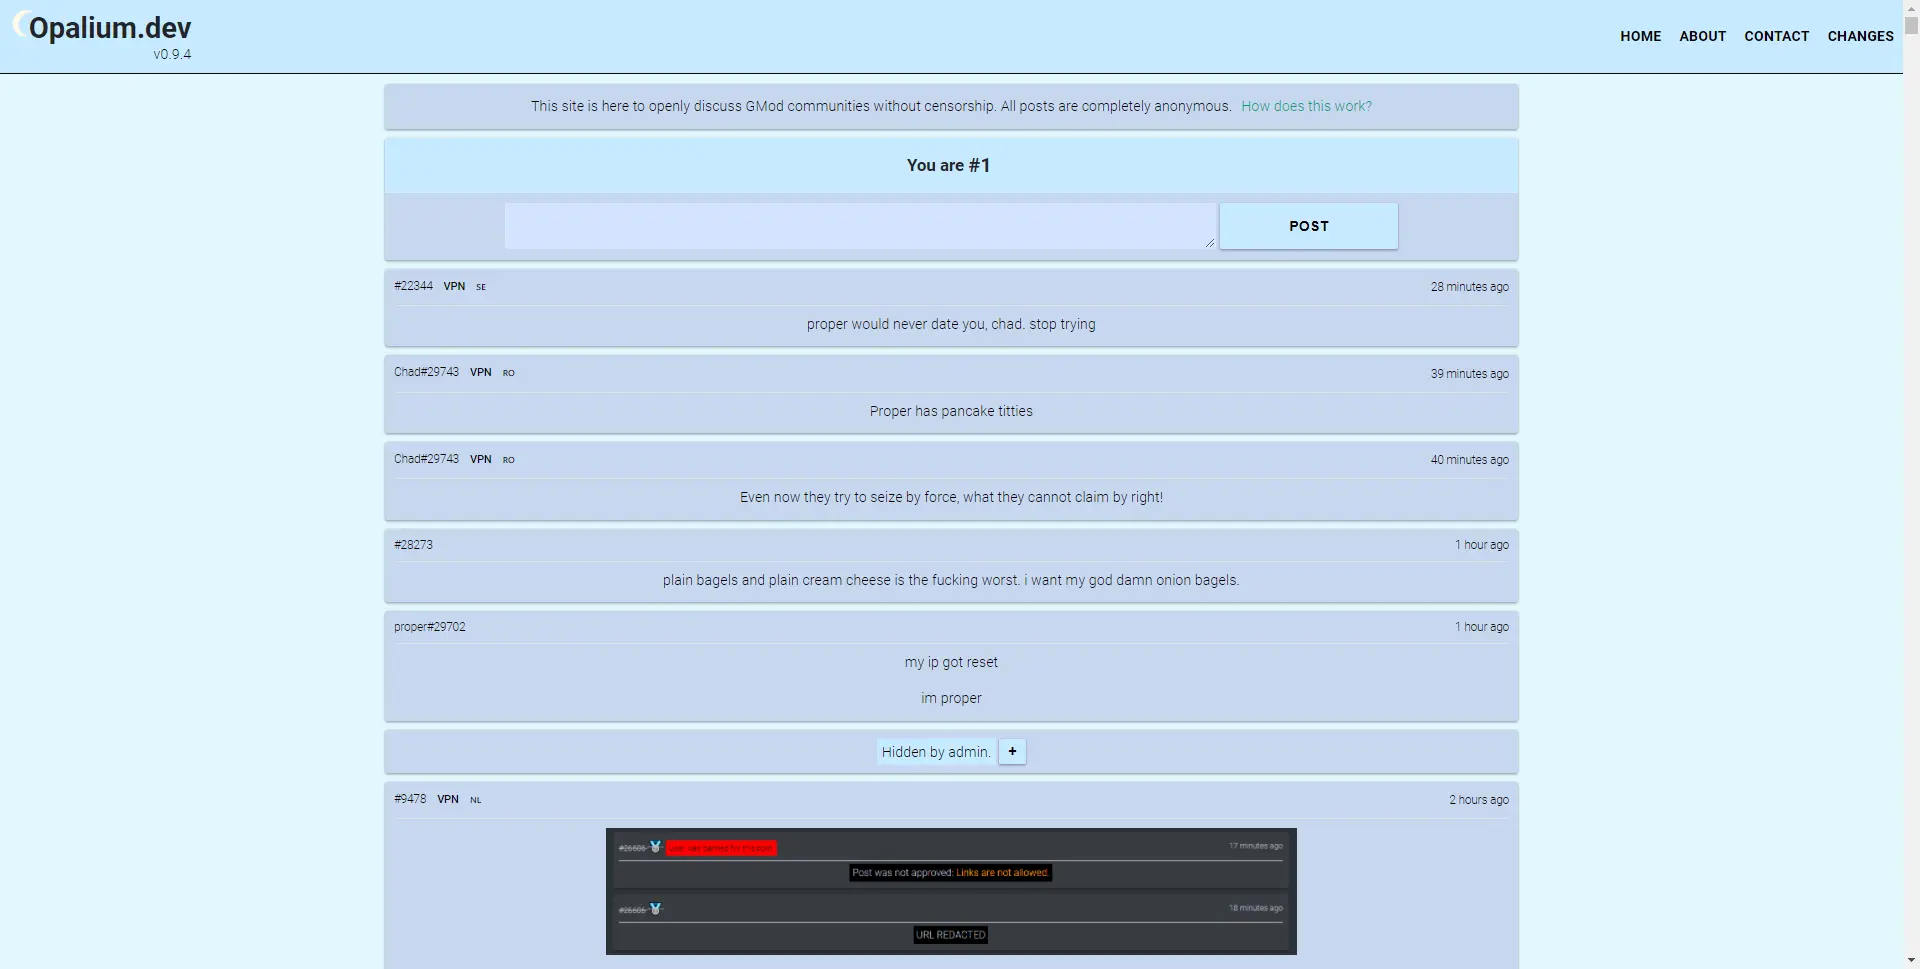 Opalium.dev
v0.9.4
HOME ABOUT CONTACT CHANGES
This site is here to openly discuss GMod communities without censorship. All posts are completely anonymous. How does this work?
You are #1
POST
#22344 VPN SE 28 minutes ago
proper would never date you, chad. stop trying
Chad#29743 VPN RO 39 minutes ago
Proper has pancake titties
Chad#29743 VPN RO 40 minutes ago
Even now they try to seize by force, what they cannot claim by right!
#28273 1 hour ago
plain bagels and plain cream cheese is the fucking worst. i want my god damn onion bagels.
proper#29702 1 hour ago
my ip got reset
im proper
Hidden by admin. +
#9478 VPN NL 2 hours ago
#26606 User was banned for this post. 17 minutes ago
Post was not approved: Links are not allowed.
#26606 18 minutes ago
URL REDACTED